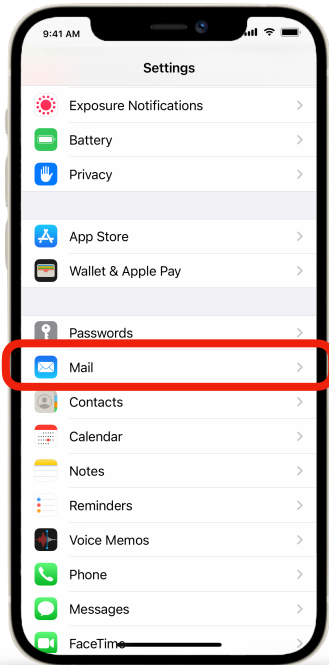 9:41 AM
Settings
Exposure Notifications
Battery
Privacy
App Store
Wallet & Apple Pay
Passwords
Mail
Contacts
Calendar
Notes
Reminders
Voice Memos
Phone
Messages
FaceTime